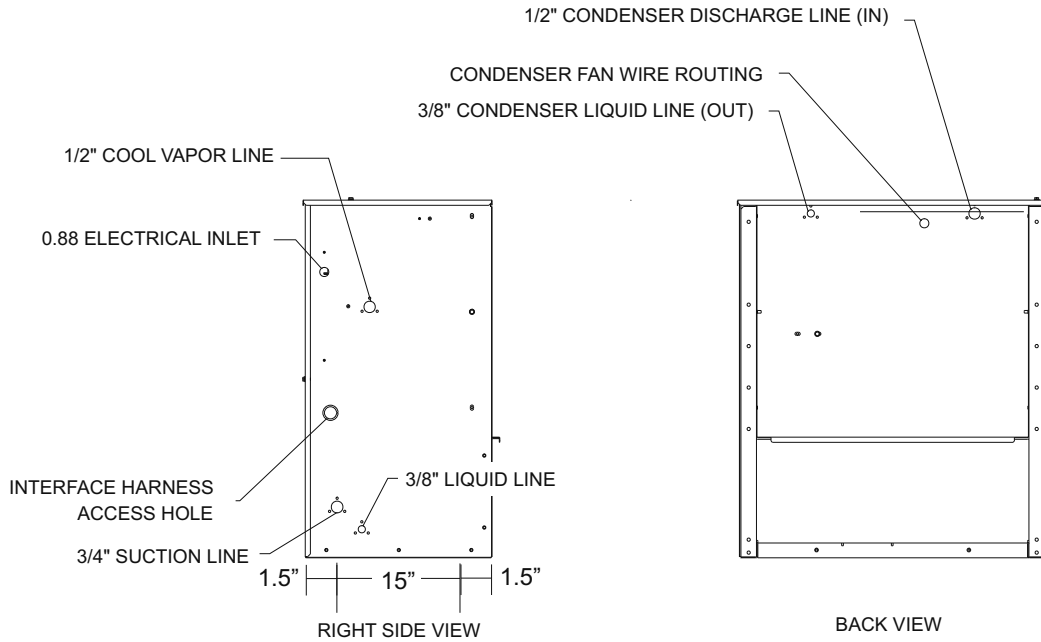 1/2" CONDENSER DISCHARGE LINE (IN)
CONDENSER FAN WIRE ROUTING
3/8" CONDENSER LIQUID LINE (OUT)
1/2" COOL VAPOR LINE
0.88 ELECTRICAL INLET
3/8" LIQUID LINE
INTERFACE HARNESS
ACCESS HOLE
3/4" SUCTION LINE
1.5” 15” 1.5”
RIGHT SIDE VIEW
BACK VIEW